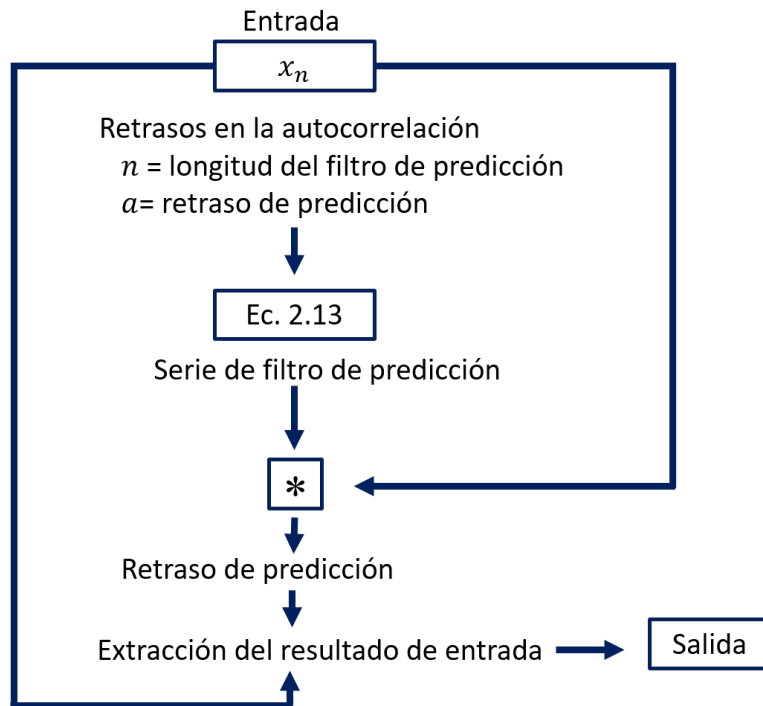 Entrada
xₙ
Retrasos en la autocorrelación
n = longitud del filtro de predicción
a= retraso de predicción
Ec. 2.13
Serie de filtro de predicción
*
Retraso de predicción
Extracción del resultado de entrada
Salida